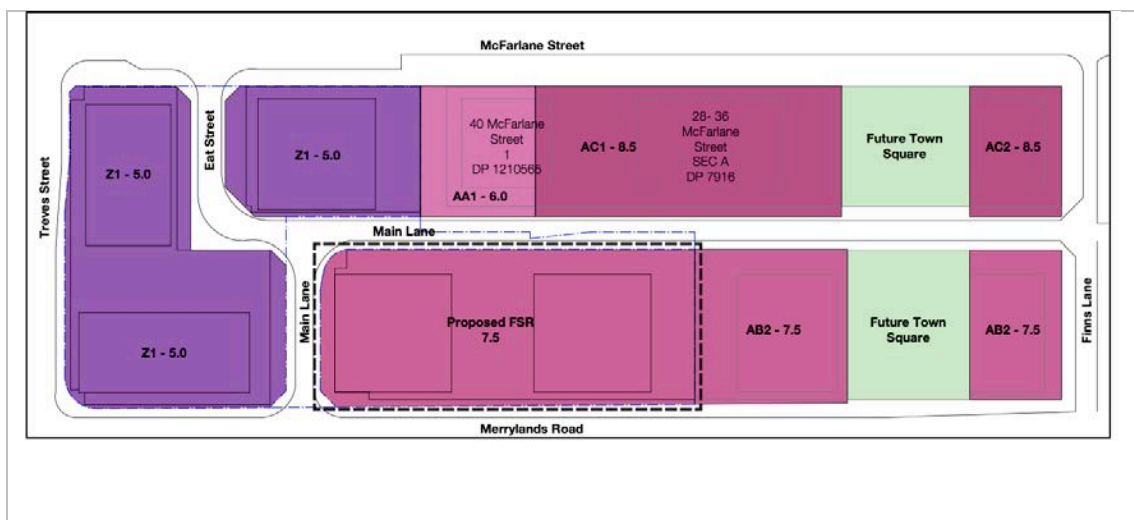 McFarlane Street
Treves Street
Z1 - 5.0
Eat Street
Z1 - 5.0
40 McFarlane
Street
1
DP 1210565
AA1 - 6.0
AC1 - 8.5
28- 36
McFarlane
Street
SEC A
DP 7916
Future Town
Square
AC2 - 8.5
Main Lane
Z1 - 5.0
Main Lane
Proposed FSR
7.5
AB2 - 7.5
Future Town
Square
AB2 - 7.5
Finns Lane
Merrylands Road